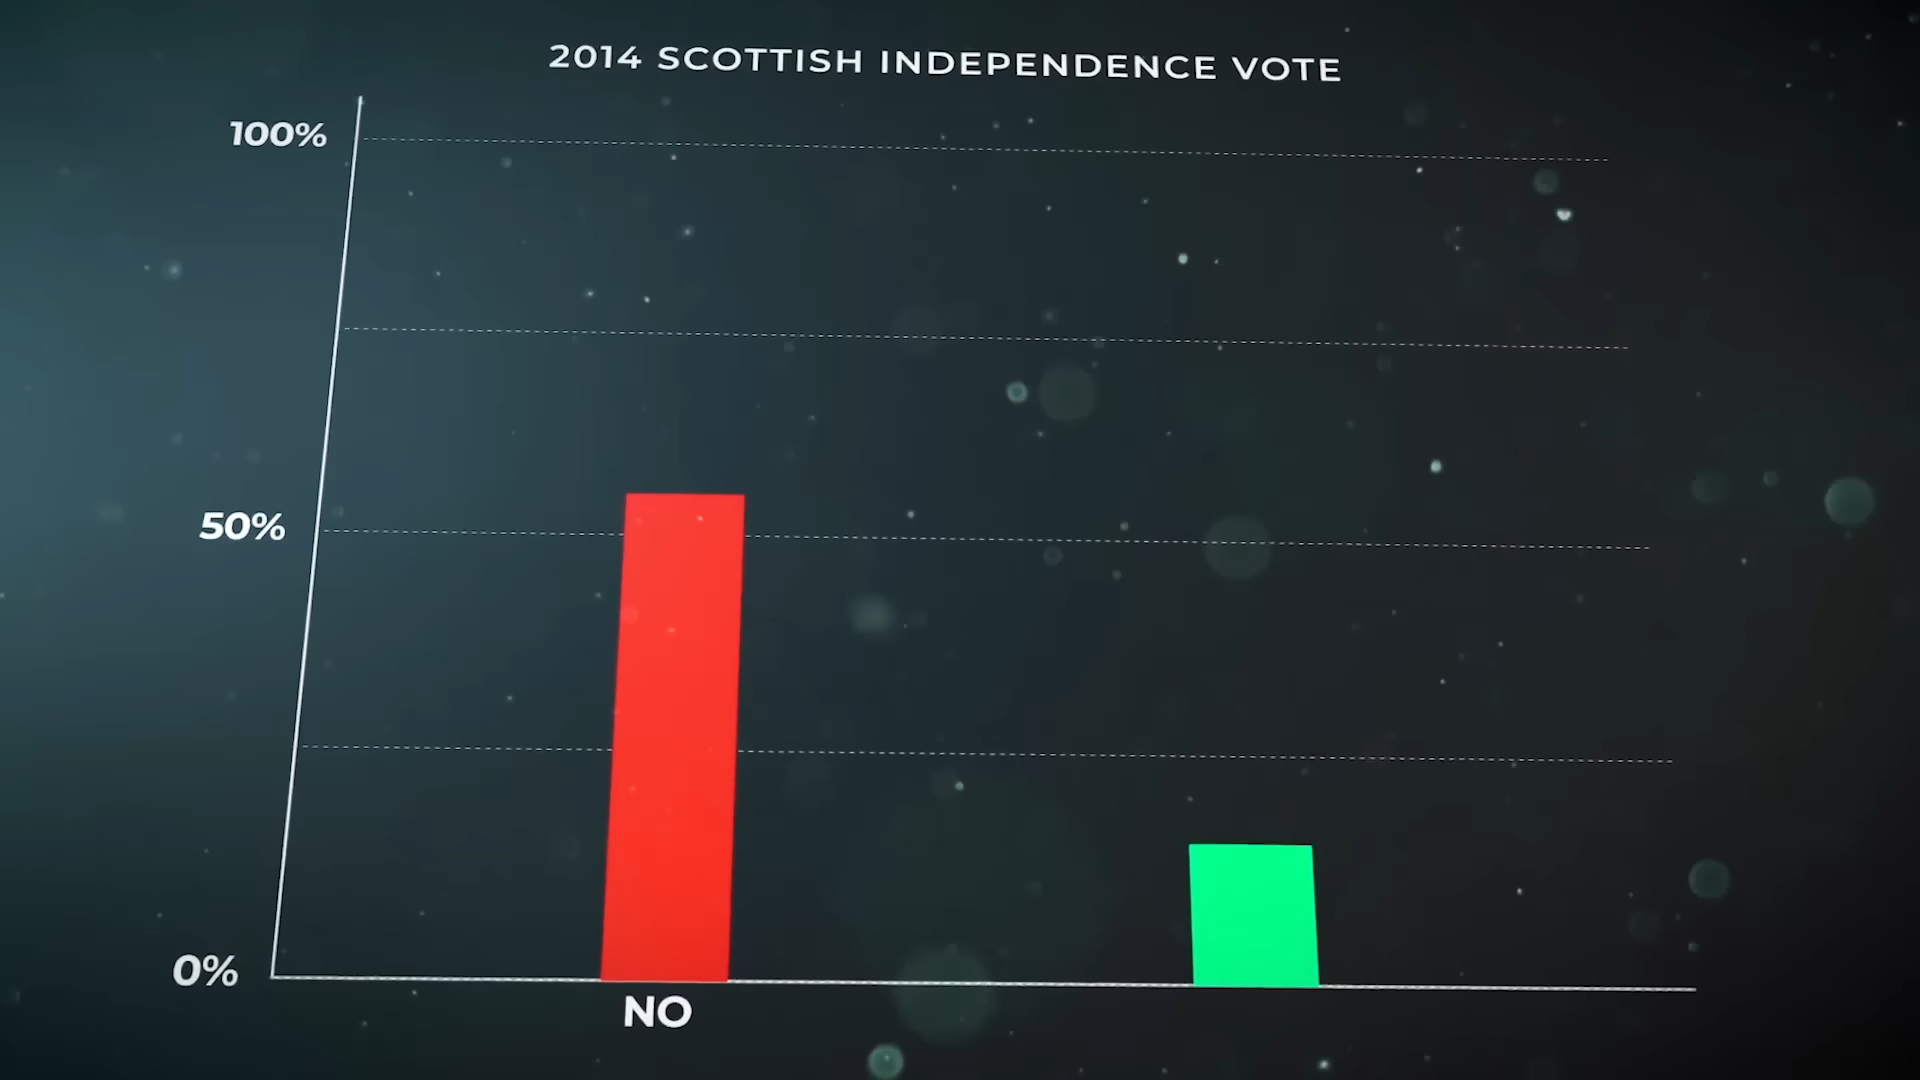 2014 SCOTTISH INDEPENDENCE VOTE
100%
50%
0%
NO